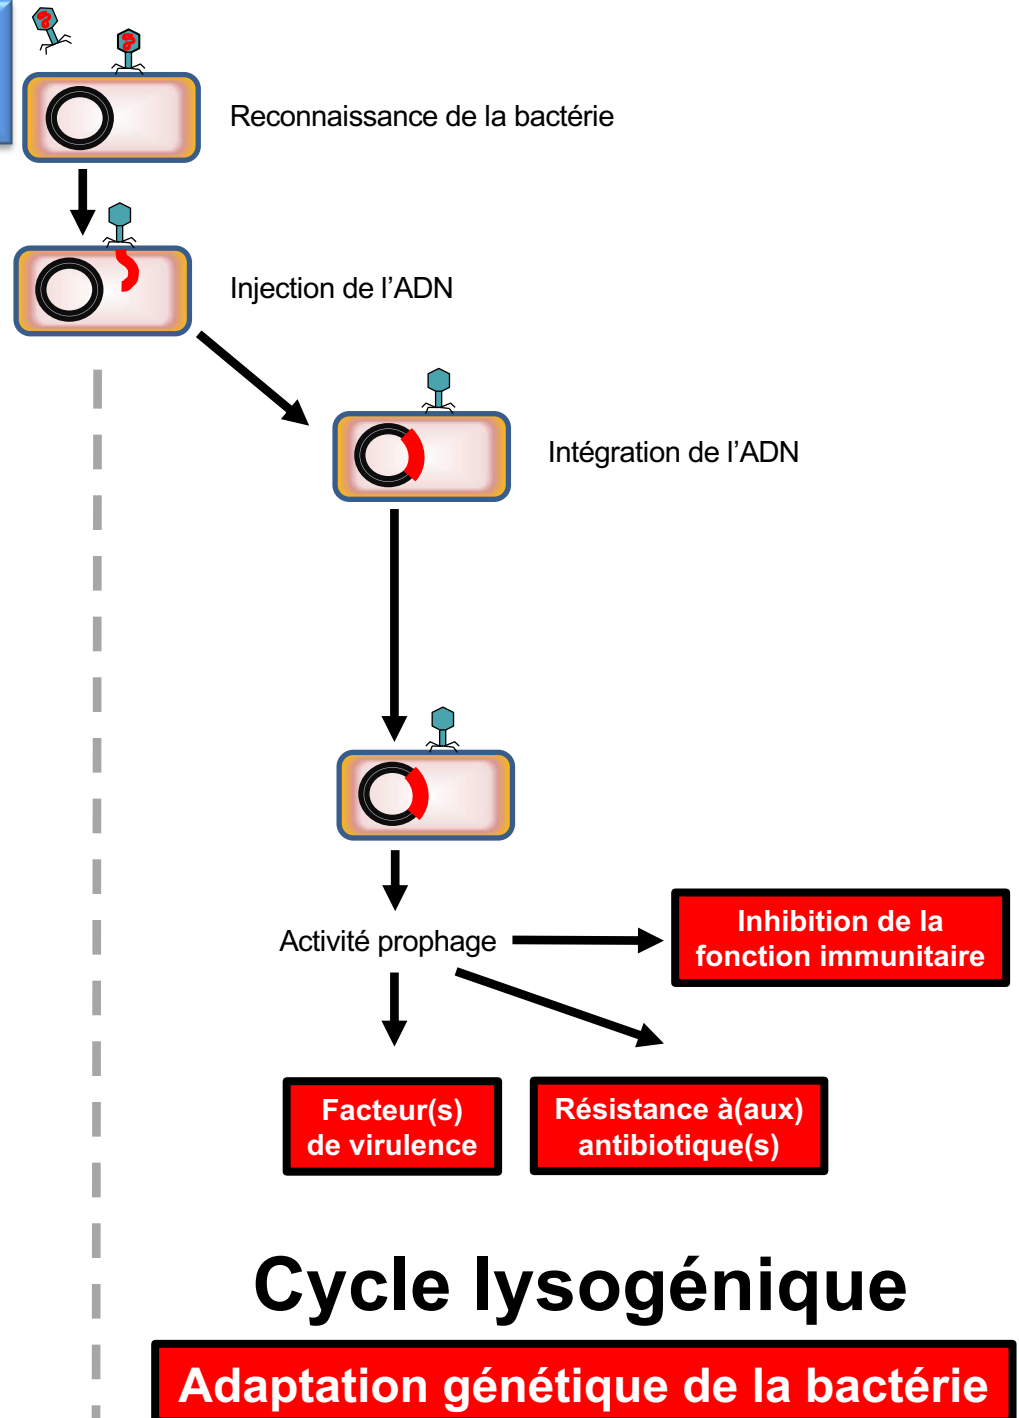 Reconnaissance de la bactérie
Injection de l’ADN
Intégration de l’ADN
Activité prophage
Inhibition de la
fonction immunitaire
Facteur(s)
de virulence
Résistance à(aux)
antibiotique(s)
Cycle lysogénique
Adaptation génétique de la bactérie